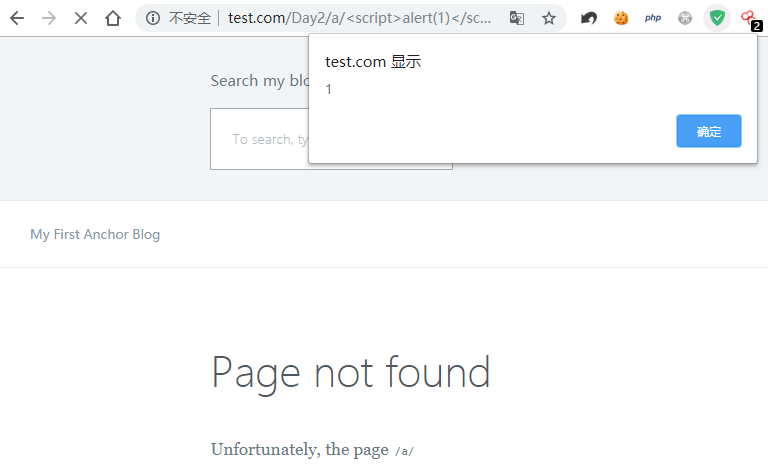 不安全 test.com/Day2/a/<script>alert(1)</sc...
php
2
test.com 显示
1
确定
Search my blo
To search, ty
My First Anchor Blog
Page not found
Unfortunately, the page /a/